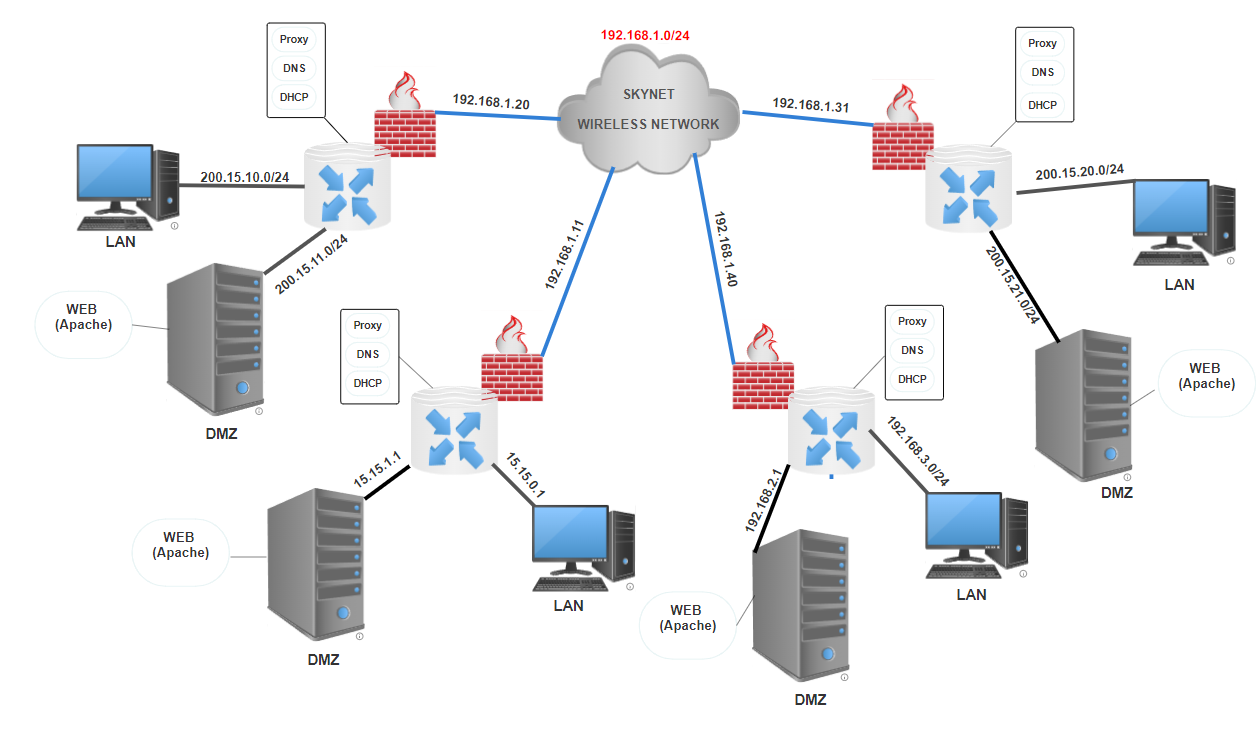 192.168.1.0/24
SKYNET
WIRELESS NETWORK
Proxy
DNS
DHCP
192.168.1.20
200.15.10.0/24
LAN
200.15.11.0/24
WEB
(Apache)
DMZ
Proxy
DNS
DHCP
192.168.1.31
200.15.20.0/24
LAN
200.15.21.0/24
WEB
(Apache)
DMZ
192.168.1.11
Proxy
DNS
DHCP
15.15.1.1
15.15.0.1
WEB
(Apache)
DMZ
LAN
192.168.1.40
Proxy
DNS
DHCP
192.168.2.1
192.168.3.0/24
LAN
WEB
(Apache)
DMZ